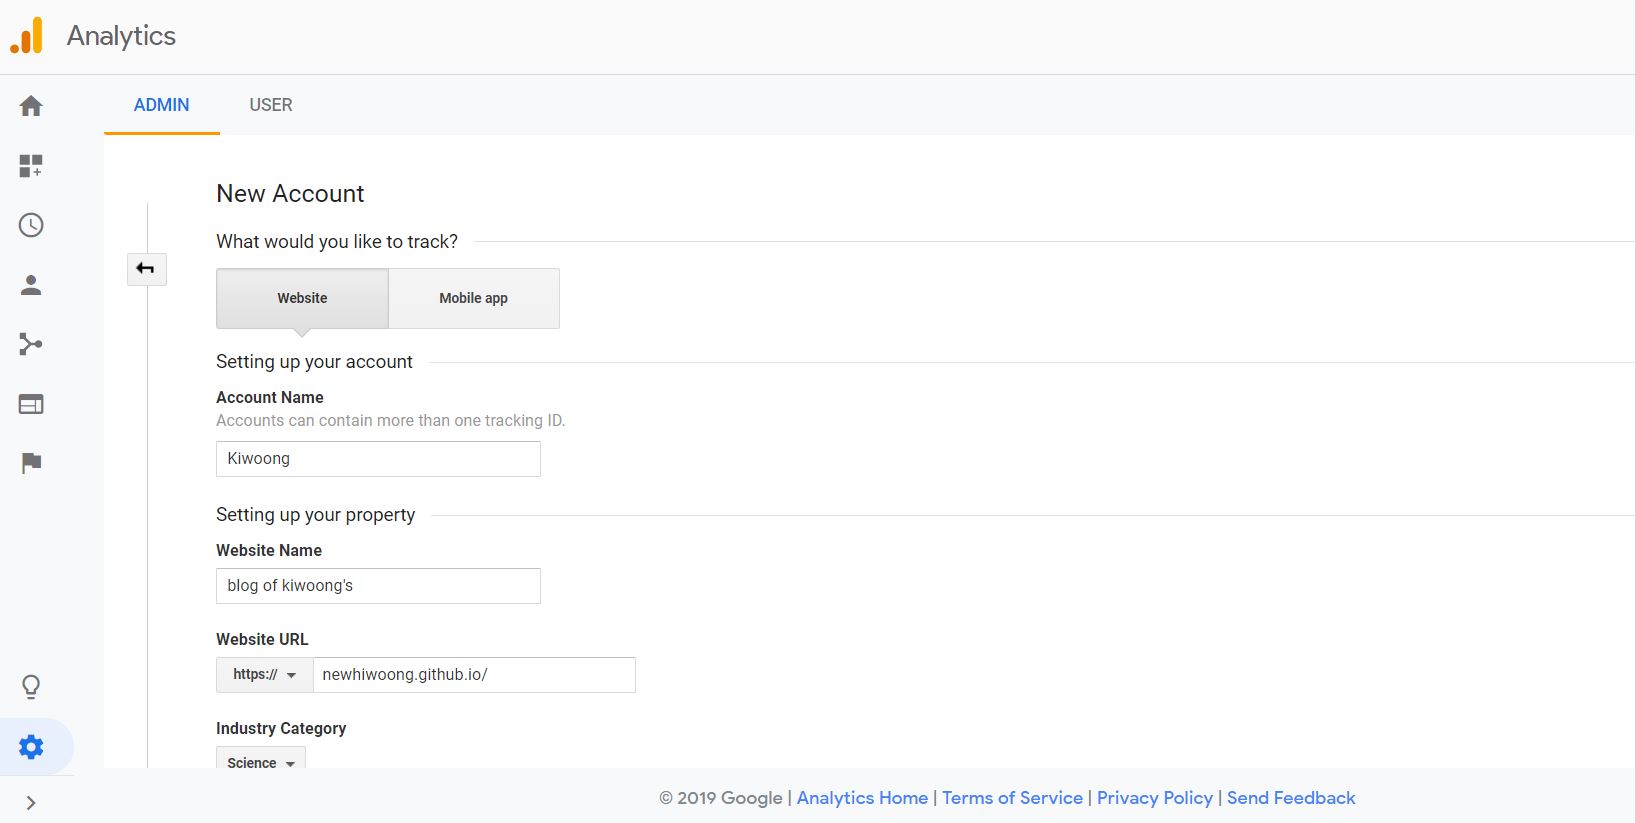 Analytics
ADMIN USER
New Account
What would you like to track?
Website Mobile app
Setting up your account
Account Name
Accounts can contain more than one tracking ID.
Kiwoong
Setting up your property
Website Name
blog of kiwoong's
Website URL
https:// newhiwoong.github.io/
Industry Category
Science
© 2019 Google | Analytics Home | Terms of Service | Privacy Policy | Send Feedback